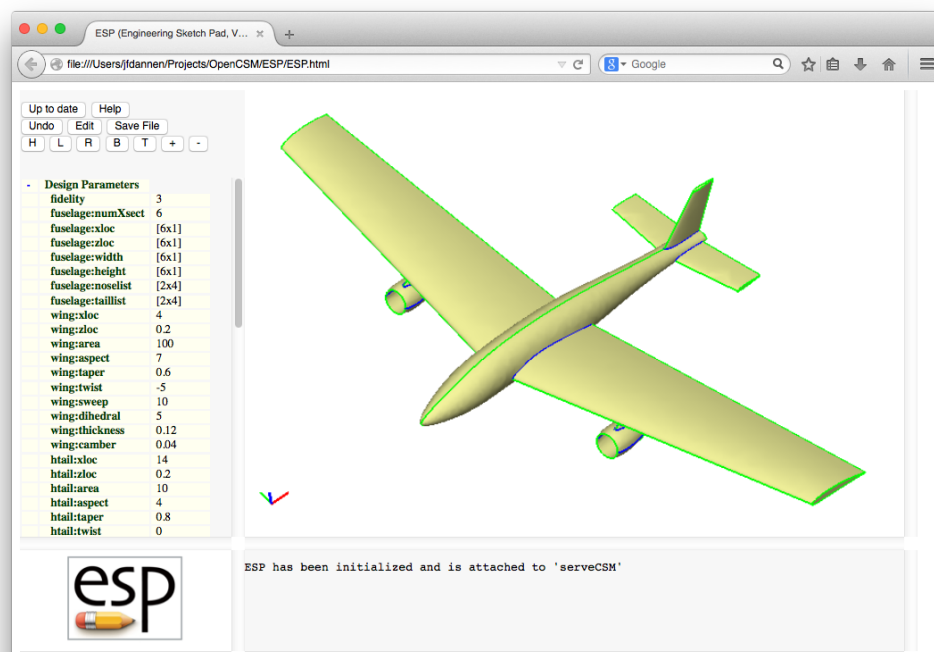 ESP (Engineering Sketch Pad, V...
file:///Users/jfdannen/Projects/OpenCSM/ESP/ESP.html
8 Google
Up to date Help
Undo Edit Save File
H L R B T + -
- Design Parameters
fidelity 3
fuselage:numXsect 6
fuselage:xloc [6x1]
fuselage:zloc [6x1]
fuselage:width [6x1]
fuselage:height [6x1]
fuselage:noselist [2x4]
fuselage:taillist [2x4]
wing:xloc 4
wing:zloc 0.2
wing:area 100
wing:aspect 7
wing:taper 0.6
wing:twist -5
wing:sweep 10
wing:dihedral 5
wing:thickness 0.12
wing:camber 0.04
htail:xloc 14
htail:zloc 0.2
htail:area 10
htail:aspect 4
htail:taper 0.8
htail:twist 0
esp
ESP has been initialized and is attached to 'serveCSM'